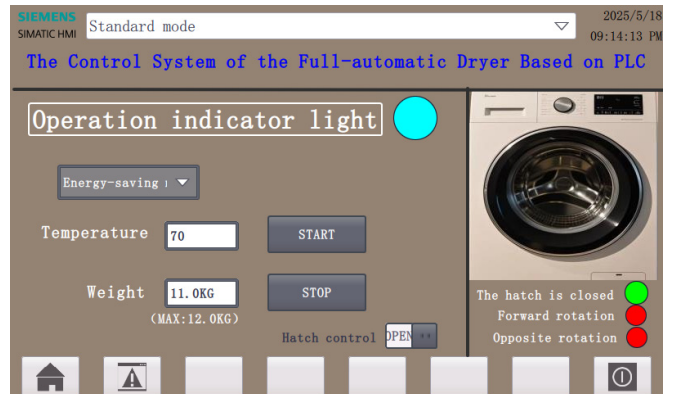 SIEMENS
SIMATIC HMI
Standard mode
2025/5/18
09:14:13 PM
The Control System of the Full-automatic Dryer Based on PLC
Operation indicator light
Energy-saving
Temperature 70 START
Weight 11.0KG STOP
(MAX:12.0KG)
Hatch control OPEN
The hatch is closed
Forward rotation
Opposite rotation